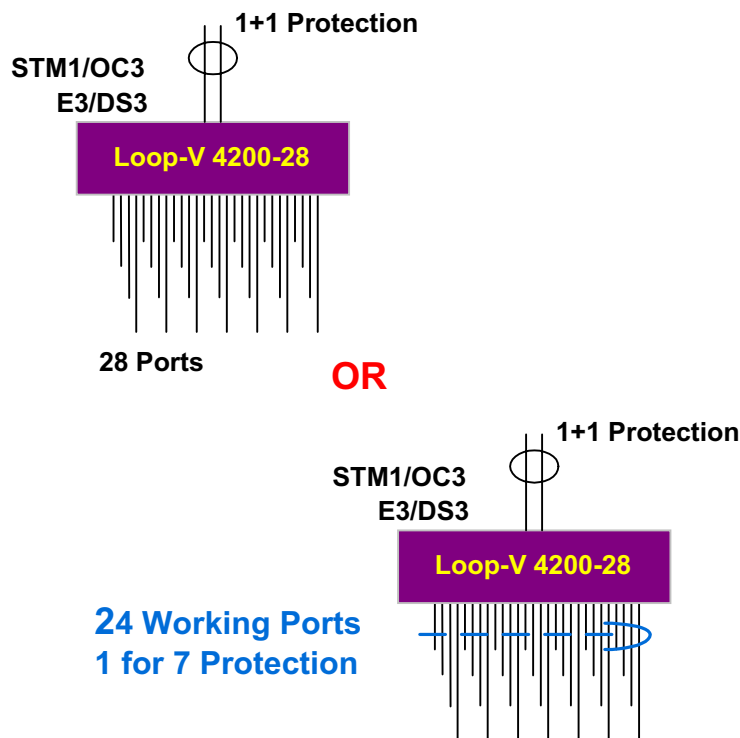 1+1 Protection
STM1/OC3
E3/DS3
Loop-V 4200-28
28 Ports
OR
1+1 Protection
STM1/OC3
E3/DS3
Loop-V 4200-28
24 Working Ports
1 for 7 Protection